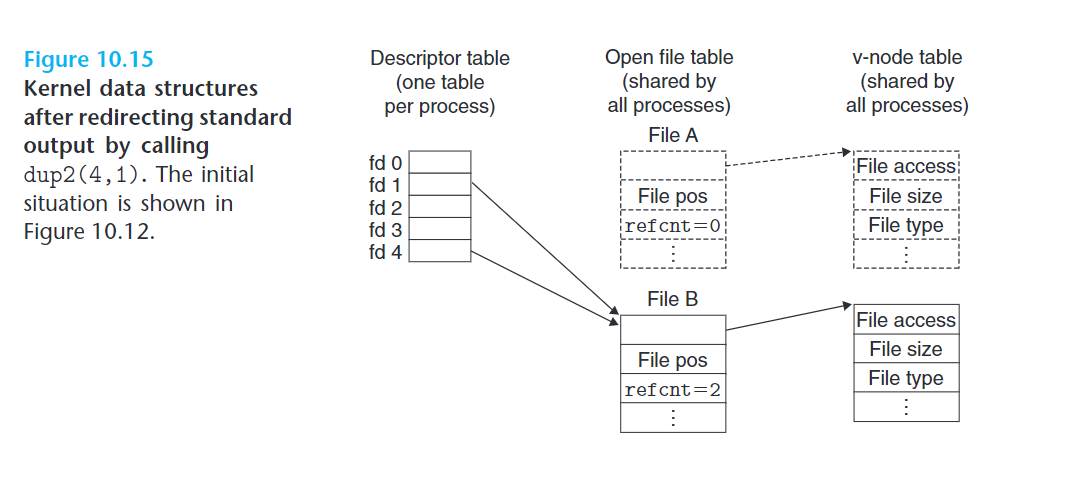 Figure 10.15
Kernel data structures
after redirecting standard
output by calling
dup2(4,1). The initial
situation is shown in
Figure 10.12.
Descriptor table
(one table
per process)
Open file table
(shared by
all processes)
v-node table
(shared by
all processes)
fd 0
fd 1
fd 2
fd 3
fd 4
File A
File pos
refcnt=0
⋮
File access
File size
File type
⋮
File B
File pos
refcnt=2
⋮
File access
File size
File type
⋮